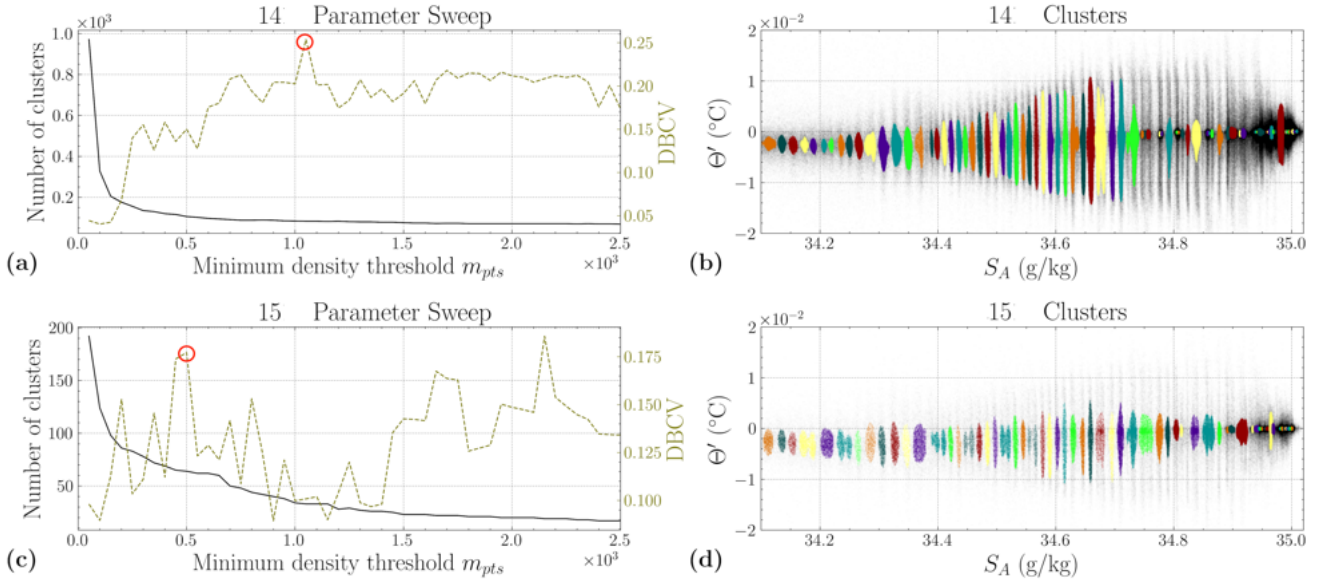 14 Parameter Sweep
×10³
1.0
0.8
0.6
0.4
0.2
Number of clusters
0.25
0.20
0.15
0.10
0.05
DBCV
0.0 0.5 1.0 1.5 2.0 2.5
×10³
Minimum density threshold m_pts
(a)
14 Clusters
×10⁻²
2
1
0
−1
−2
Θ′ (°C)
34.2 34.4 34.6 34.8 35.0
S_A (g/kg)
(b)
15 Parameter Sweep
200
150
100
50
Number of clusters
0.175
0.150
0.125
0.100
DBCV
0.0 0.5 1.0 1.5 2.0 2.5
×10³
Minimum density threshold m_pts
(c)
15 Clusters
×10⁻²
2
1
0
−1
−2
Θ′ (°C)
34.2 34.4 34.6 34.8 35.0
S_A (g/kg)
(d)